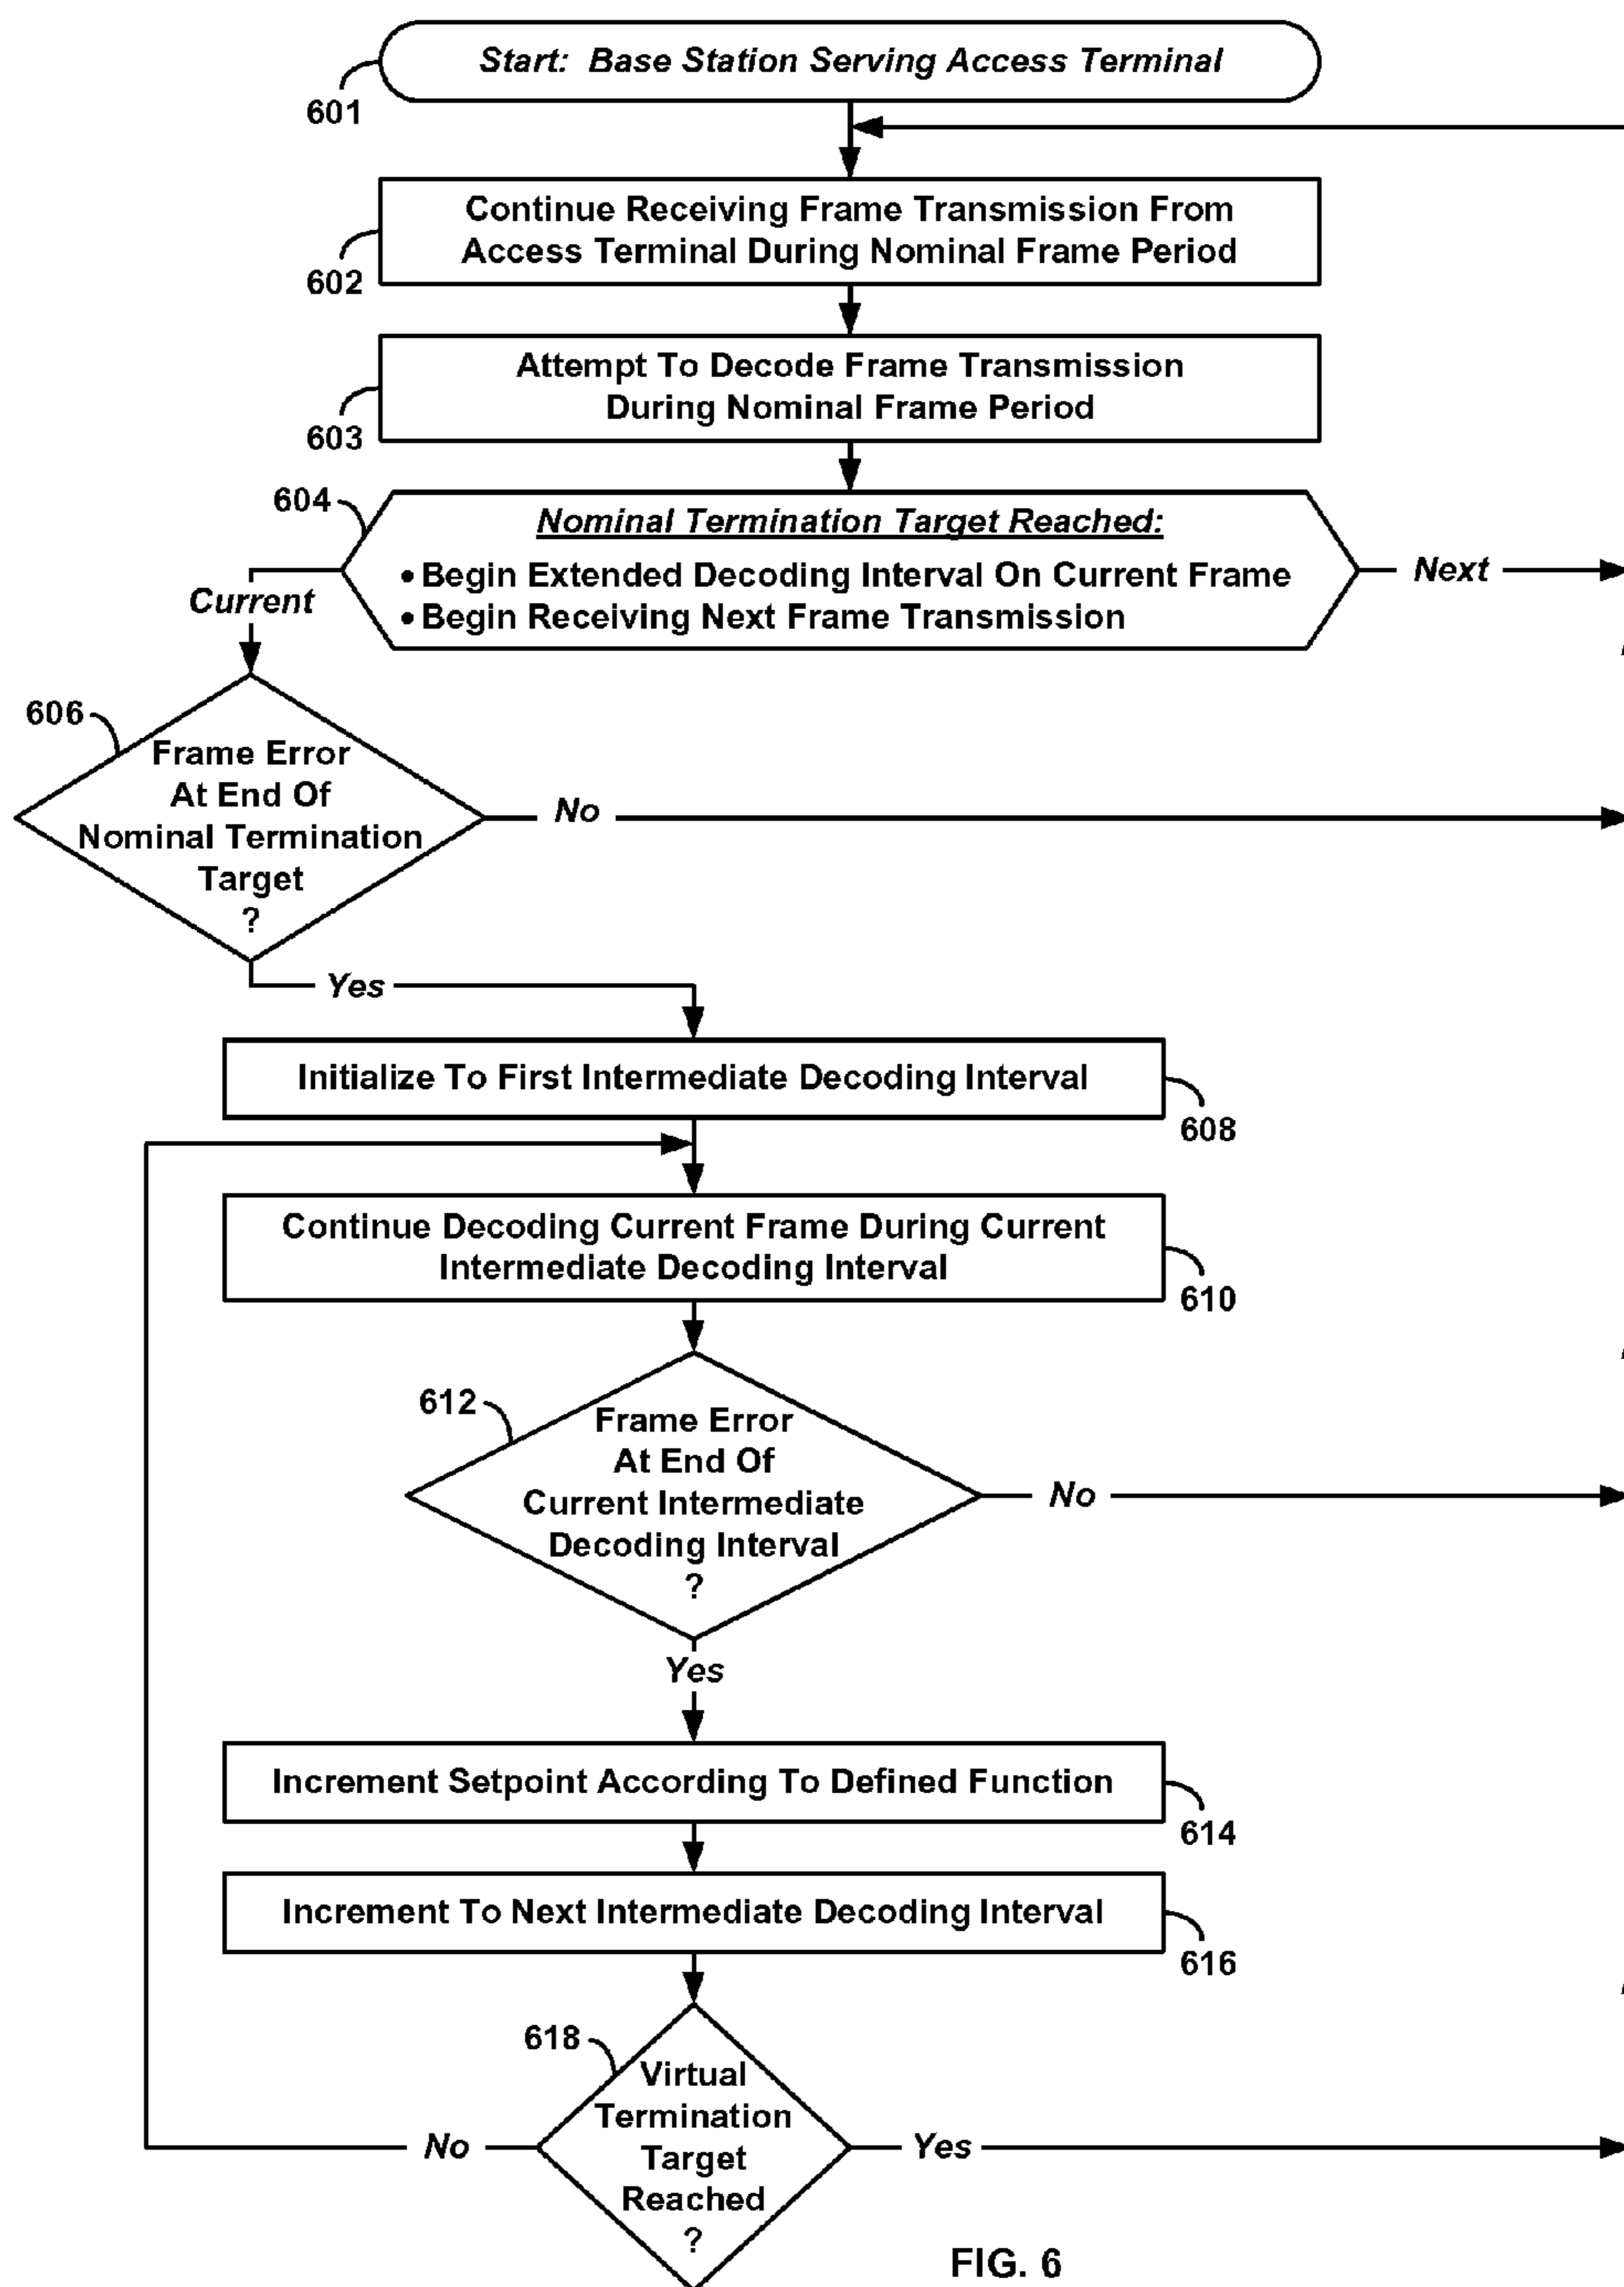 Start: Base Station Serving Access Terminal
601
Continue Receiving Frame Transmission From
Access Terminal During Nominal Frame Period
602
Attempt To Decode Frame Transmission
During Nominal Frame Period
603
604
Nominal Termination Target Reached:
• Begin Extended Decoding Interval On Current Frame
• Begin Receiving Next Frame Transmission
Next
Current
606
Frame Error
At End Of
Nominal Termination
Target
?
No
Yes
Initialize To First Intermediate Decoding Interval
608
Continue Decoding Current Frame During Current
Intermediate Decoding Interval
610
612
Frame Error
At End Of
Current Intermediate
Decoding Interval
?
No
Yes
Increment Setpoint According To Defined Function
614
Increment To Next Intermediate Decoding Interval
616
618
Virtual
Termination
Target
Reached
?
No
Yes
FIG. 6